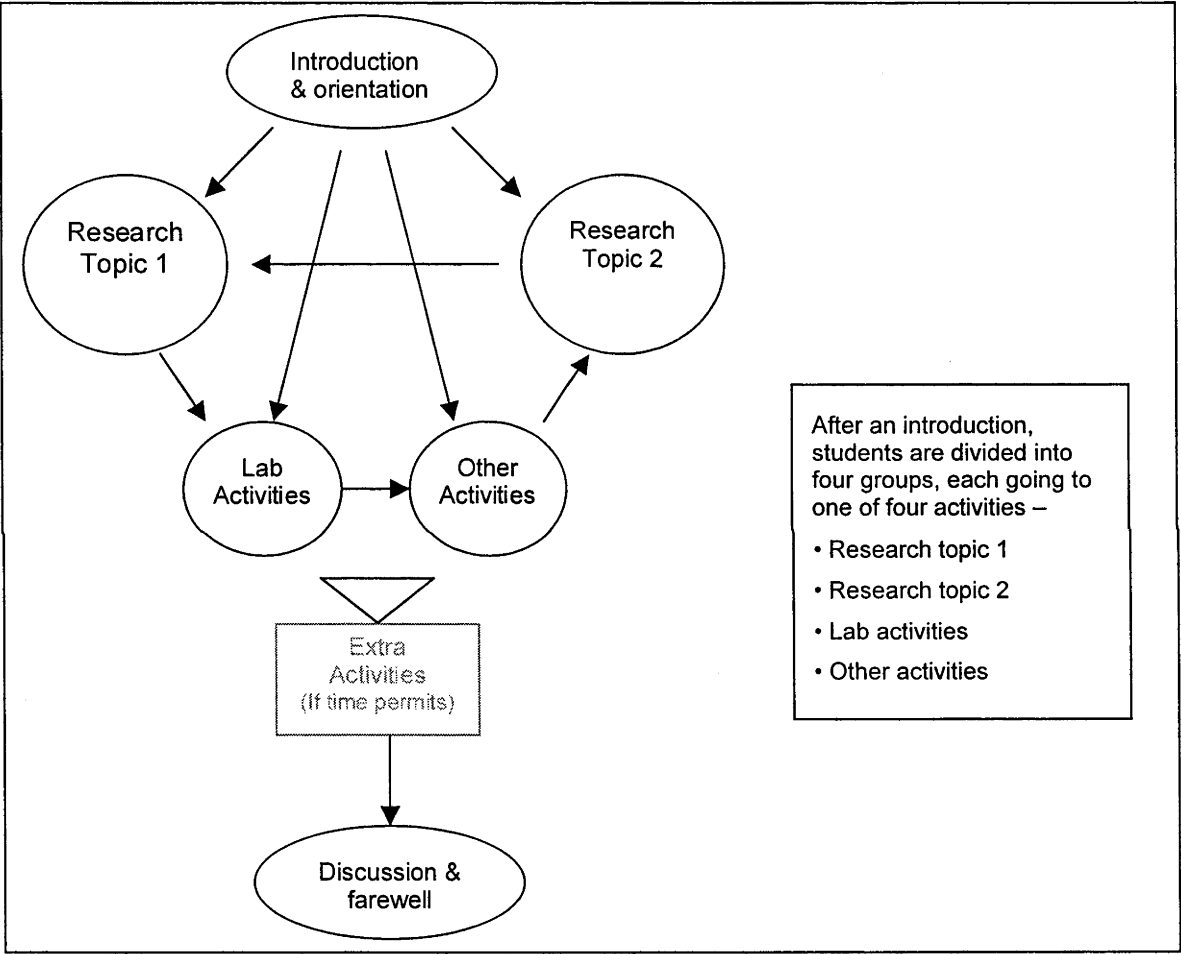 Introduction
& orientation
Research
Topic 1
Research
Topic 2
Lab
Activities
Other
Activities
Extra
Activities
(If time permits)
Discussion &
farewell
After an introduction,
students are divided into
four groups, each going to
one of four activities –
• Research topic 1
• Research topic 2
• Lab activities
• Other activities